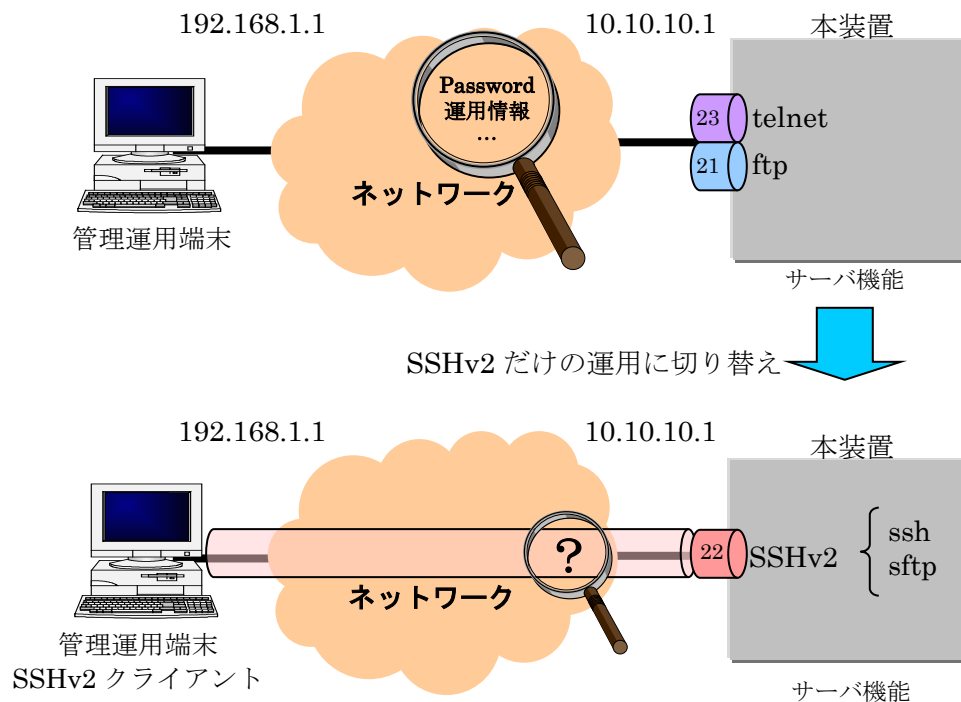 192.168.1.1
10.10.10.1
本装置
Password
運用情報
...
23
telnet
21
ftp
ネットワーク
管理運用端末
サーバ機能
SSHv2 だけの運用に切り替え
192.168.1.1
10.10.10.1
本装置
?
22
SSHv2
ssh
sftp
ネットワーク
管理運用端末
SSHv2 クライアント
サーバ機能